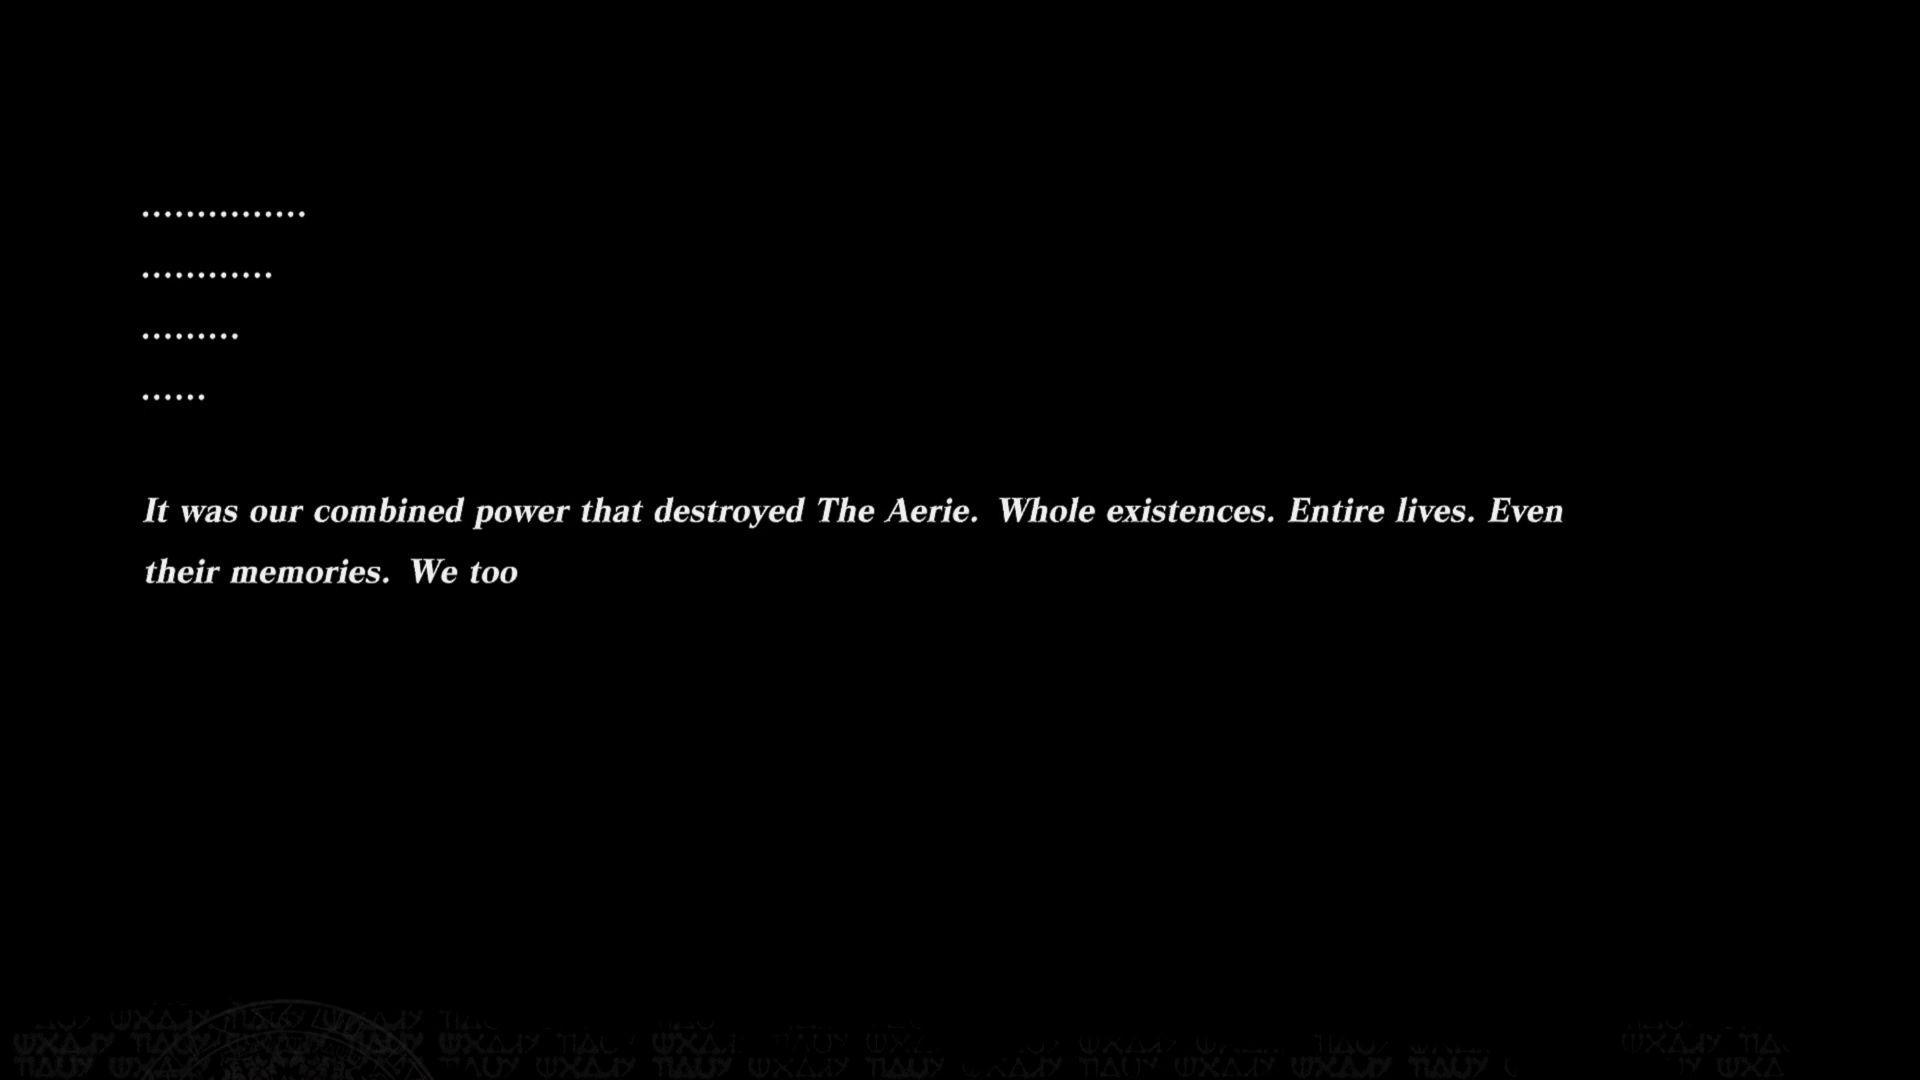 ...............
............
.........
......
It was our combined power that destroyed The Aerie. Whole existences. Entire lives. Even
their memories. We too